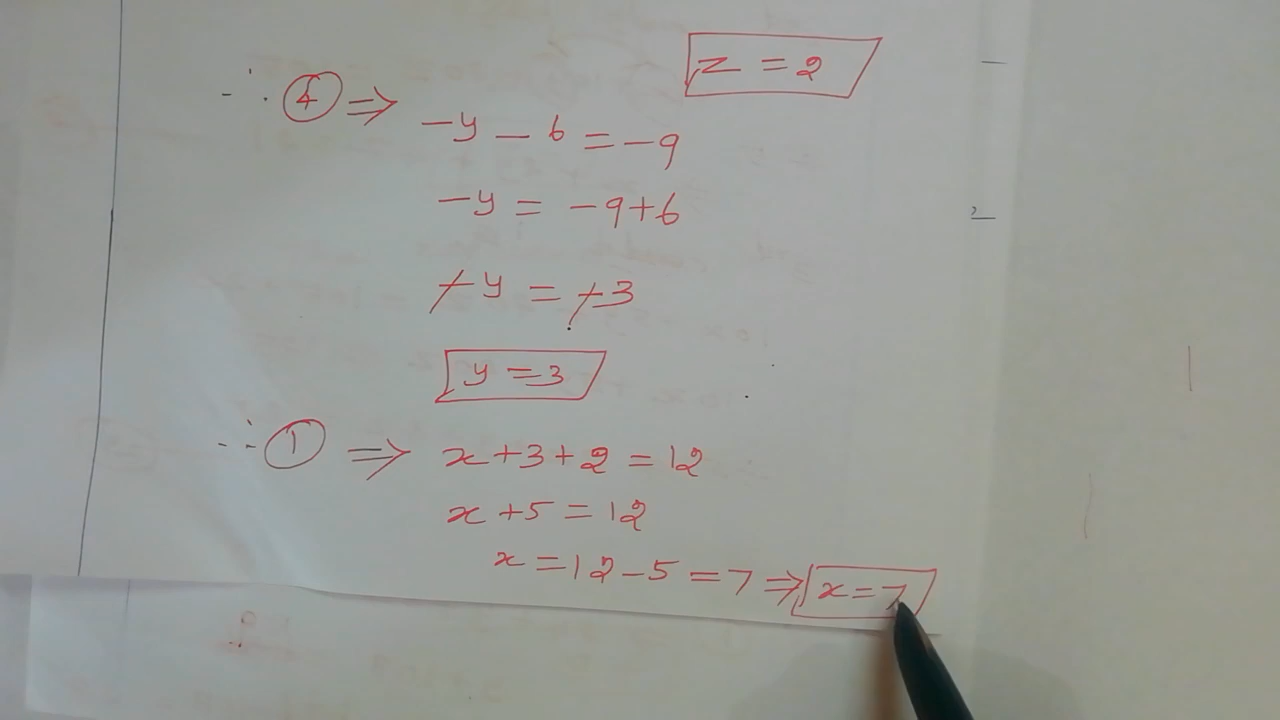 z = 2
∴ ④ ⇒ -y - 6 = -9
-y = -9+6
-y = -3
y = 3
∴ ① ⇒ x+3+2 = 12
x+5 = 12
x = 12-5 = 7 ⇒ x = 7